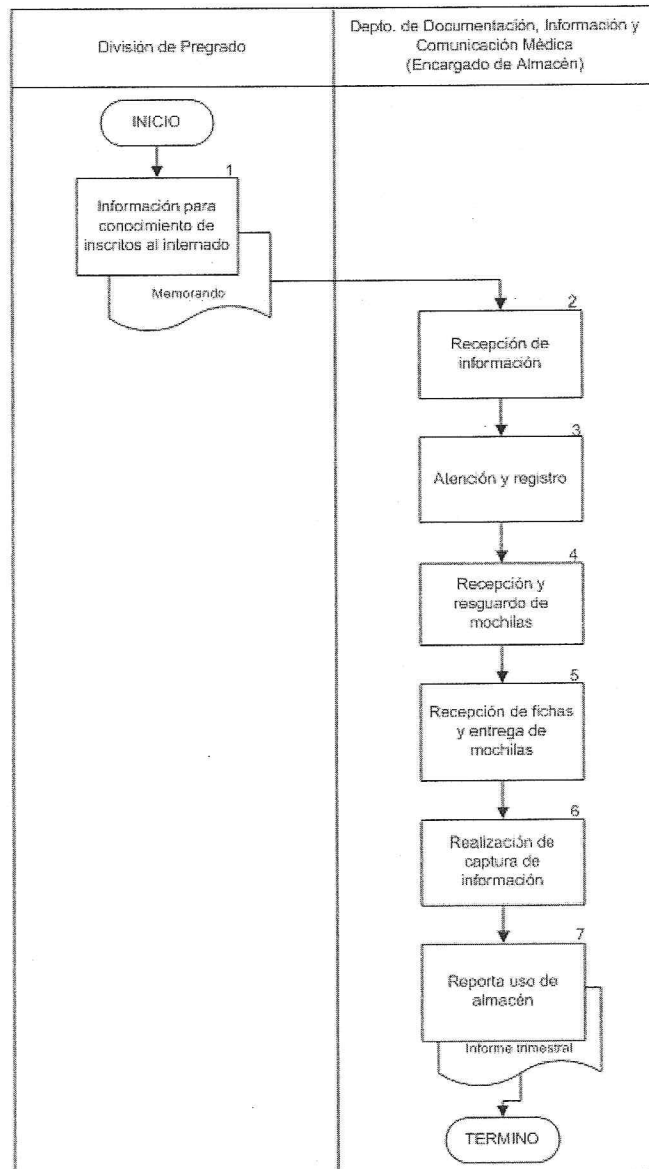 División de Pregrado
Depto. de Documentación, Información y
Comunicación Médica
(Encargado de Almacén)
INICIO
1
Información para
conocimiento de
inscritos al internado
Memorando
2
Recepción de
información
3
Atención y registro
4
Recepción y
resguardo de
mochilas
5
Recepción de fichas
y entrega de
mochilas
6
Realización de
captura de
información
7
Reporta uso de
almacén
Informe trimestral
TERMINO